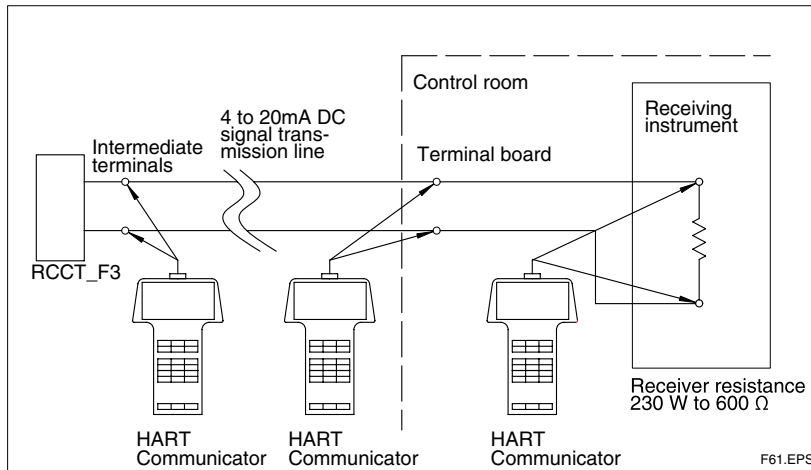 Control room
4 to 20mA DC
signal trans-
mission line
Receiving
instrument
Intermediate
terminals
Terminal board
RCCT_F3
Receiver resistance
230 W to 600 Ω
HART
Communicator
HART
Communicator
HART
Communicator
F61.EPS